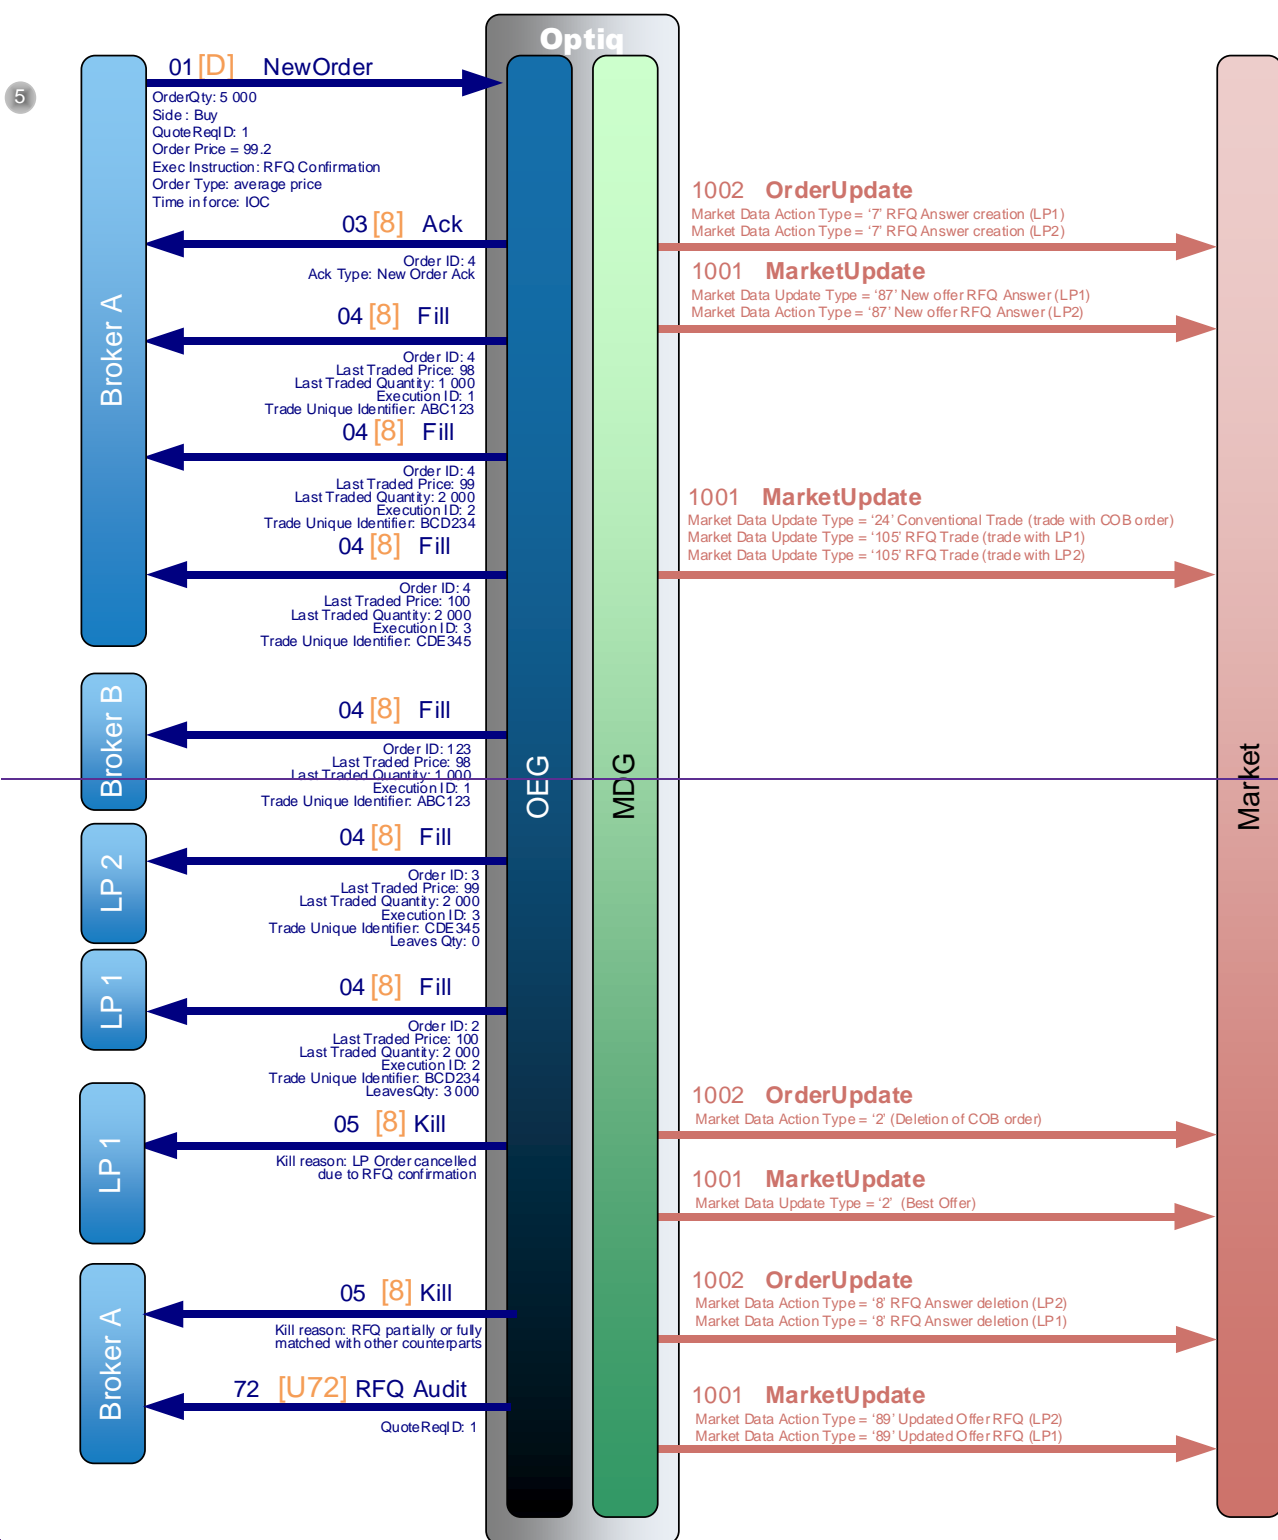 Optiq
5
01 [D] NewOrder
OrderQty: 5 000
Side : Buy
QuoteReqID: 1
Order Price = 99.2
Exec Instruction: RFQ Confirmation
Order Type: average price
Time in force: IOC
03 [8] Ack
Order ID: 4
Ack Type: New Order Ack
04 [8] Fill
Order ID: 4
Last Traded Price: 98
Last Traded Quantity: 1 000
Execution ID: 1
Trade Unique Identifier: ABC123
04 [8] Fill
Order ID: 4
Last Traded Price: 99
Last Traded Quantity: 2 000
Execution ID: 2
Trade Unique Identifier: BCD234
04 [8] Fill
Order ID: 4
Last Traded Price: 100
Last Traded Quantity: 2 000
Execution ID: 3
Trade Unique Identifier: CDE345
Broker A
04 [8] Fill
Order ID: 123
Last Traded Price: 98
Last Traded Quantity: 1 000
Execution ID: 1
Trade Unique Identifier: ABC123
Broker B
04 [8] Fill
Order ID: 3
Last Traded Price: 99
Last Traded Quantity: 2 000
Execution ID: 3
Trade Unique Identifier: CDE345
Leaves Qty: 0
LP 2
04 [8] Fill
Order ID: 2
Last Traded Price: 100
Last Traded Quantity: 2 000
Execution ID: 2
Trade Unique Identifier: BCD234
LeavesQty: 3 000
LP 1
05 [8] Kill
Kill reason: LP Order cancelled
due to RFQ confirmation
LP 1
05 [8] Kill
Kill reason: RFQ partially or fully
matched with other counterparts
72 [U72] RFQ Audit
QuoteReqID: 1
Broker A
OEG
MDG
1002 OrderUpdate
Market Data Action Type = ‘7’ RFQ Answer creation (LP1)
Market Data Action Type = ‘7’ RFQ Answer creation (LP2)
1001 MarketUpdate
Market Data Update Type = ‘87’ New offer RFQ Answer (LP1)
Market Data Action Type = ‘87’ New offer RFQ Answer (LP2)
1001 MarketUpdate
Market Data Update Type = ‘24’ Conventional Trade (trade with COB order)
Market Data Update Type = ‘105’ RFQ Trade (trade with LP1)
Market Data Update Type = ‘105’ RFQ Trade (trade with LP2)
1002 OrderUpdate
Market Data Action Type = ‘2’ (Deletion of COB order)
1001 MarketUpdate
Market Data Update Type = ‘2’ (Best Offer)
1002 OrderUpdate
Market Data Action Type = ‘8’ RFQ Answer deletion (LP2)
Market Data Action Type = ‘8’ RFQ Answer deletion (LP1)
1001 MarketUpdate
Market Data Action Type = ‘89’ Updated Offer RFQ (LP2)
Market Data Action Type = ‘89’ Updated Offer RFQ (LP1)
Market